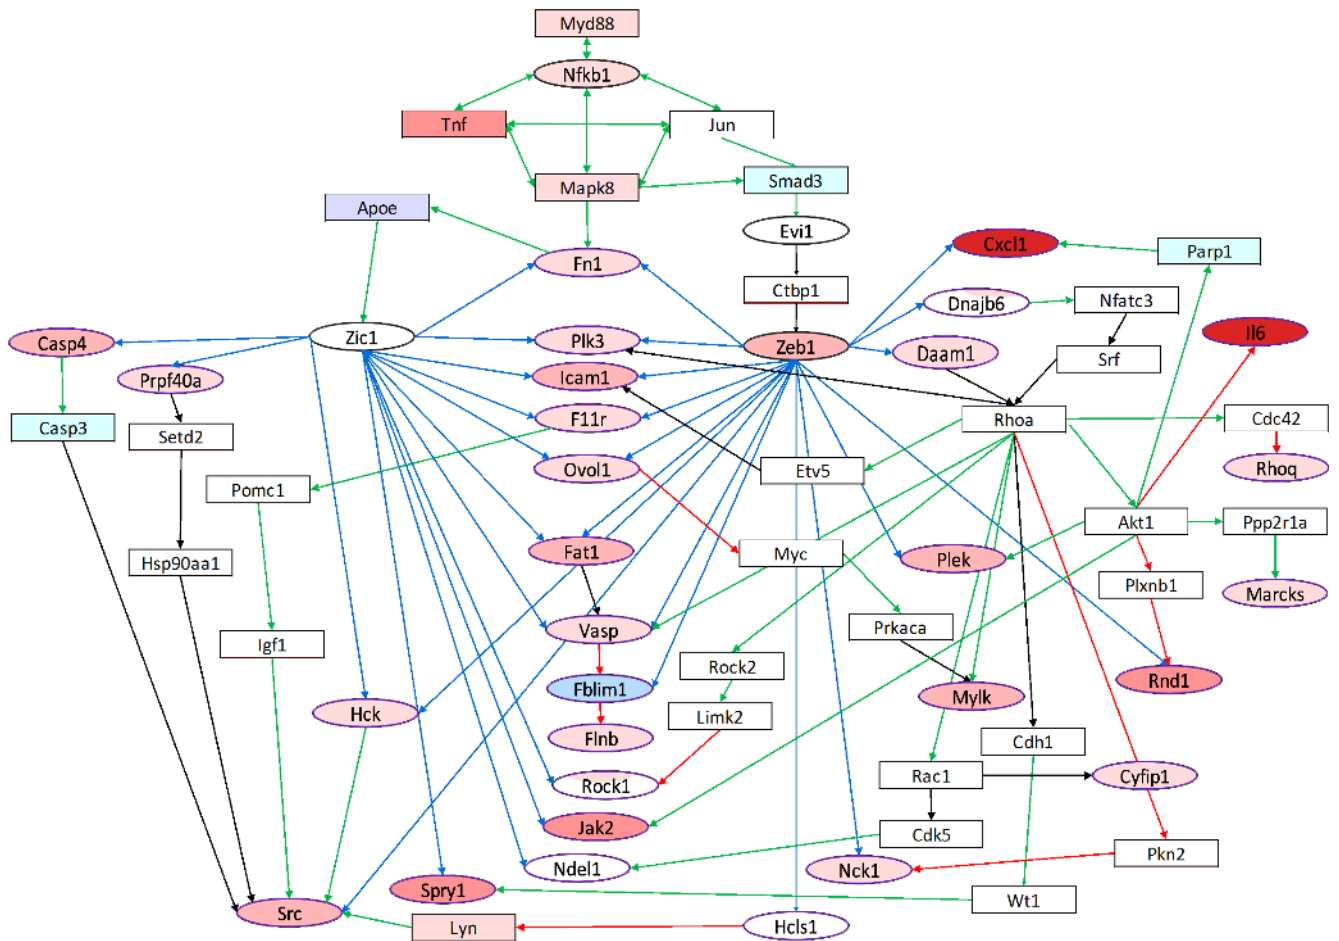 Myd88
Nfkb1
Tnf
Jun
Mapk8
Smad3
Apoe
Evi1
Cxcl1
Parp1
Fn1
Ctbp1
Dnajb6
Nfatc3
Casp4
Zic1
Plk3
Zeb1
Daam1
Srf
Il6
Prpf40a
Icam1
F11r
Rhoa
Cdc42
Casp3
Setd2
Ovol1
Etv5
Rhoq
Pomc1
Akt1
Ppp2r1a
Hsp90aa1
Fat1
Myc
Plek
Plxnb1
Marcks
Igf1
Vasp
Prkaca
Rock2
Fblim1
Mylk
Rnd1
Hck
Limk2
Flnb
Cdh1
Rock1
Rac1
Cyfip1
Jak2
Cdk5
Pkn2
Ndel1
Nck1
Spry1
Wt1
Src
Lyn
Hcls1